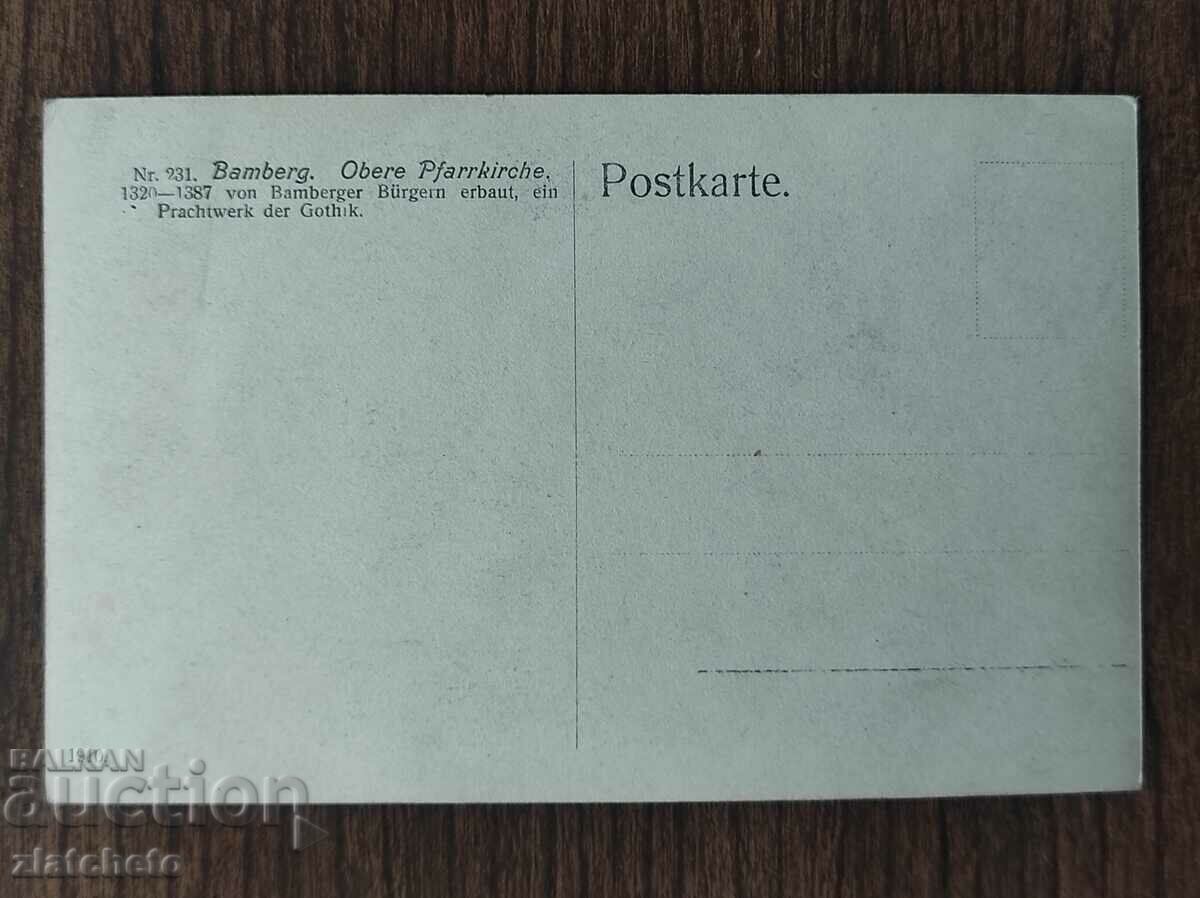 Nr. 231. Bamberg. Obere Pfarrkirche.
1320—1387 von Bamberger Bürgern erbaut, ein
Prachtwerk der Gothik.
Postkarte.
1910.
BALKAN
auction
zlatcheto